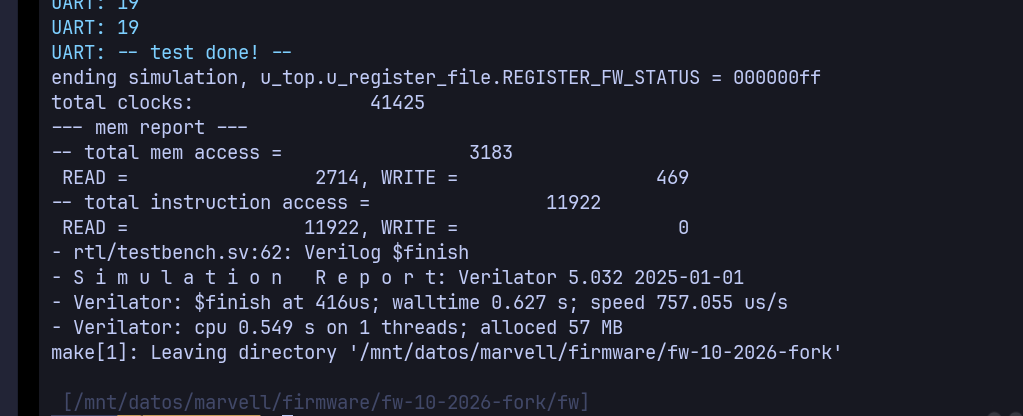 UART: 19
UART: 19
UART: -- test done! --
ending simulation, u_top.u_register_file.REGISTER_FW_STATUS = 000000ff
total clocks:                41425
--- mem report ---
-- total mem access =                 3183
 READ =                 2714, WRITE =                  469
-- total instruction access =                11922
 READ =                11922, WRITE =                    0
- rtl/testbench.sv:62: Verilog $finish
- S i m u l a t i o n   R e p o r t: Verilator 5.032 2025-01-01
- Verilator: $finish at 416us; walltime 0.627 s; speed 757.055 us/s
- Verilator: cpu 0.549 s on 1 threads; alloced 57 MB
make[1]: Leaving directory '/mnt/datos/marvell/firmware/fw-10-2026-fork'
[/mnt/datos/marvell/firmware/fw-10-2026-fork/fw]